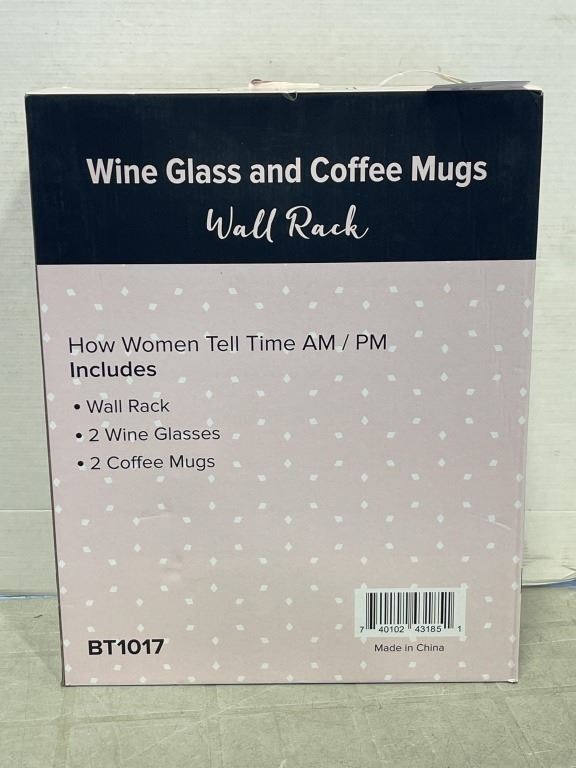 Wine Glass and Coffee Mugs
Wall Rack
How Women Tell Time AM / PM
Includes
• Wall Rack
• 2 Wine Glasses
• 2 Coffee Mugs
7 40102 43185 1
BT1017
Made in China